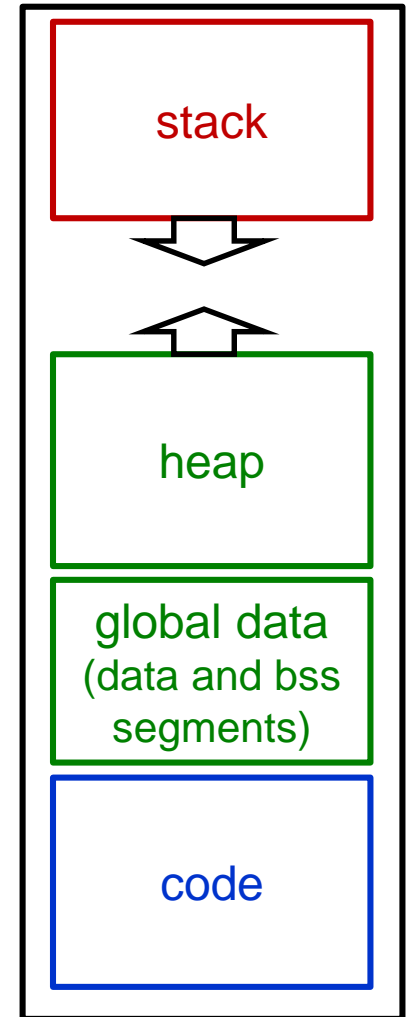 stack
heap
global data
(data and bss
segments)
code